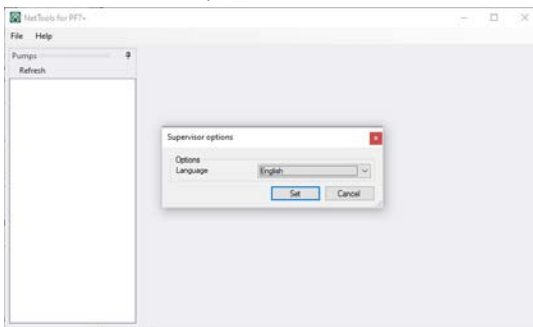 NetTools for PF7+
File Help
Pumps
Refresh
Supervisor options
Options
Language English
Set Cancel